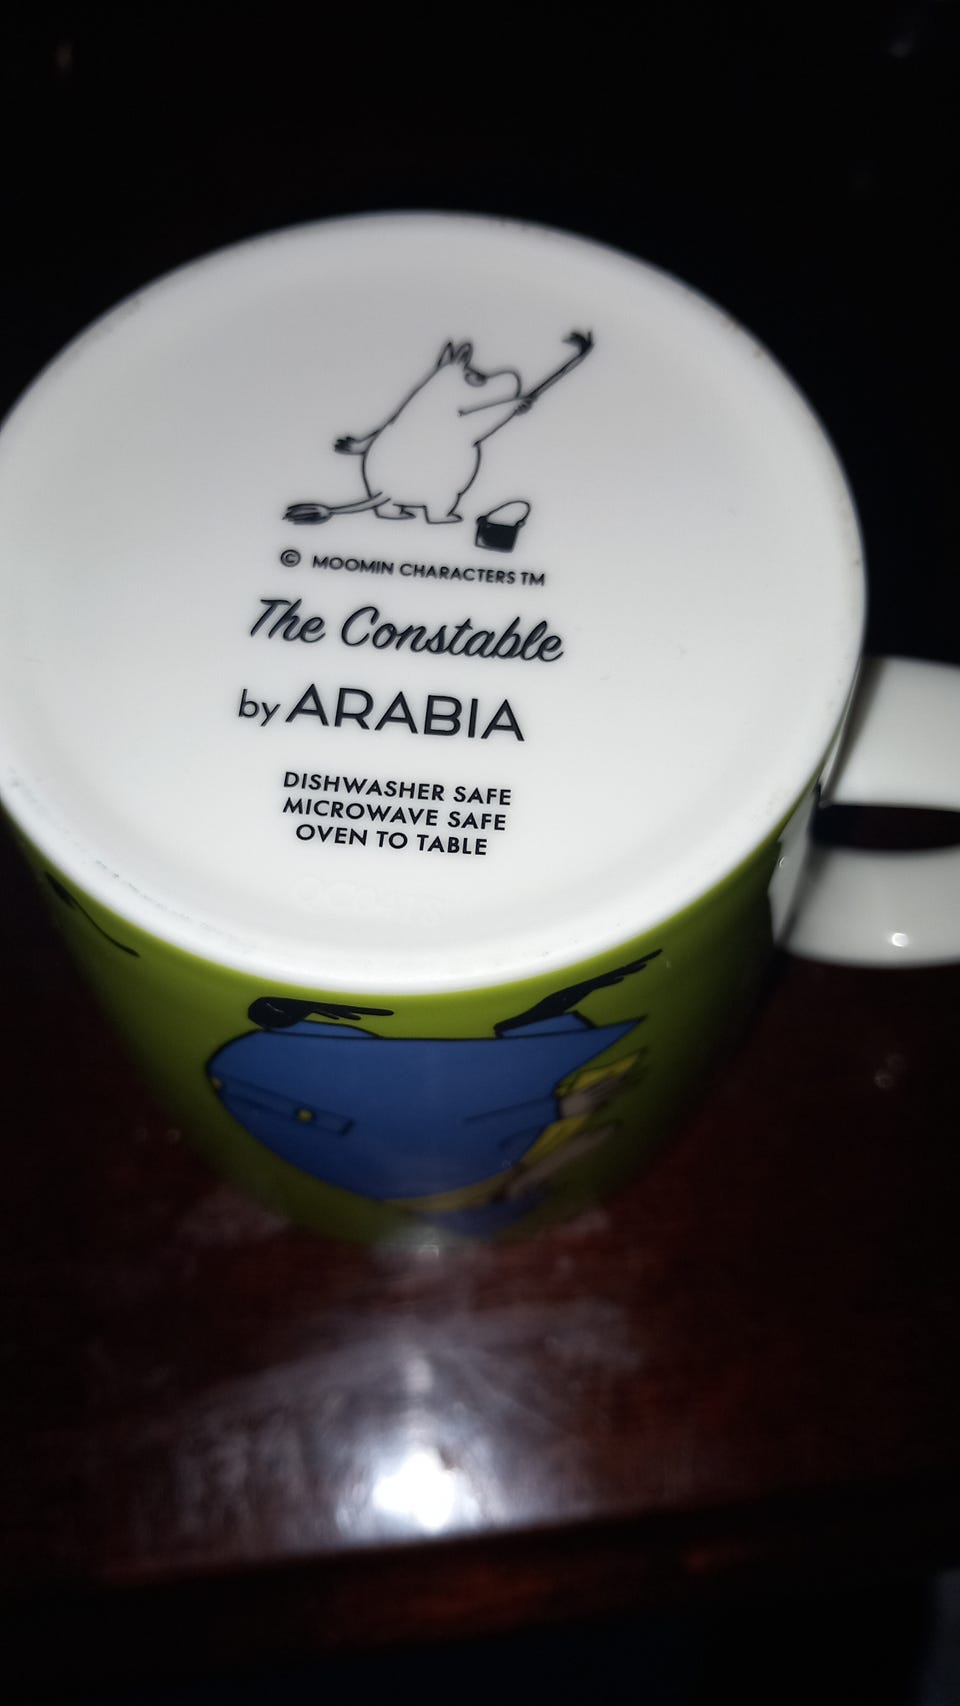 © MOOMIN CHARACTERS TM
The Constable
by ARABIA
DISHWASHER SAFE
MICROWAVE SAFE
OVEN TO TABLE